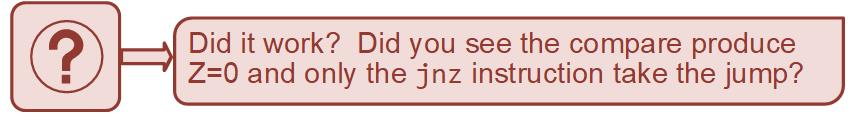 ?
Did it work?  Did you see the compare produce
Z=0 and only the jnz instruction take the jump?